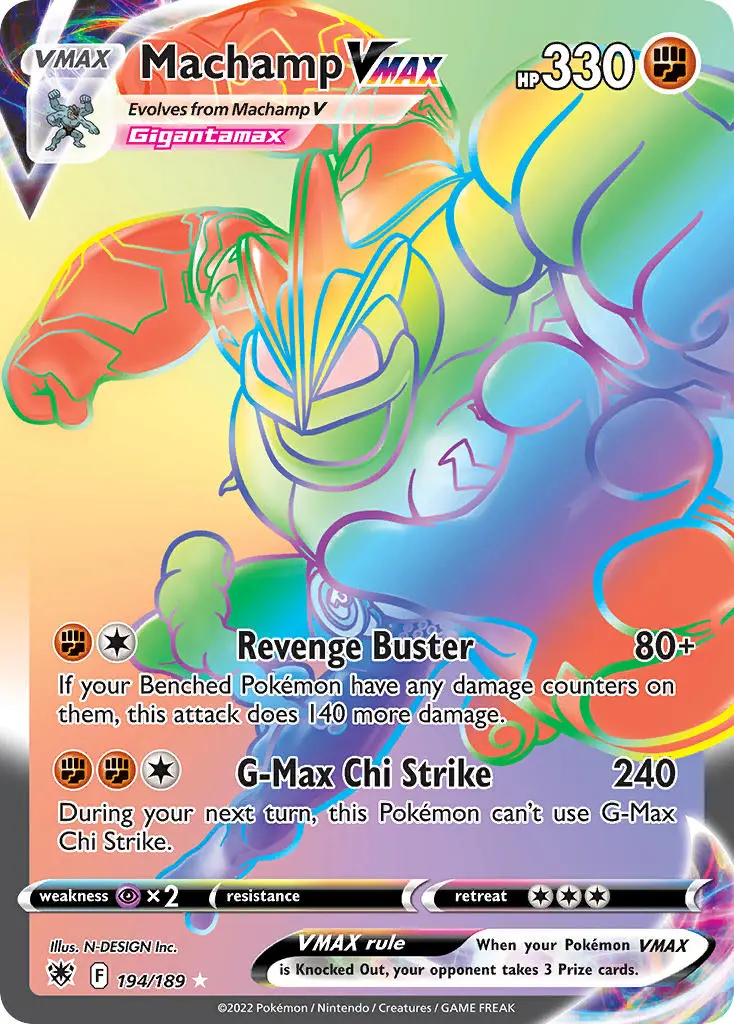 VMAX
Machamp VMAX
HP 330
Evolves from Machamp V
Gigantamax
Revenge Buster 80+
If your Benched Pokémon have any damage counters on
them, this attack does 140 more damage.
G-Max Chi Strike 240
During your next turn, this Pokémon can't use G-Max
Chi Strike.
weakness ×2 resistance retreat
Illus. N-DESIGN Inc.
VMAX rule When your Pokémon VMAX
is Knocked Out, your opponent takes 3 Prize cards.
F 194/189
©2022 Pokémon / Nintendo / Creatures / GAME FREAK